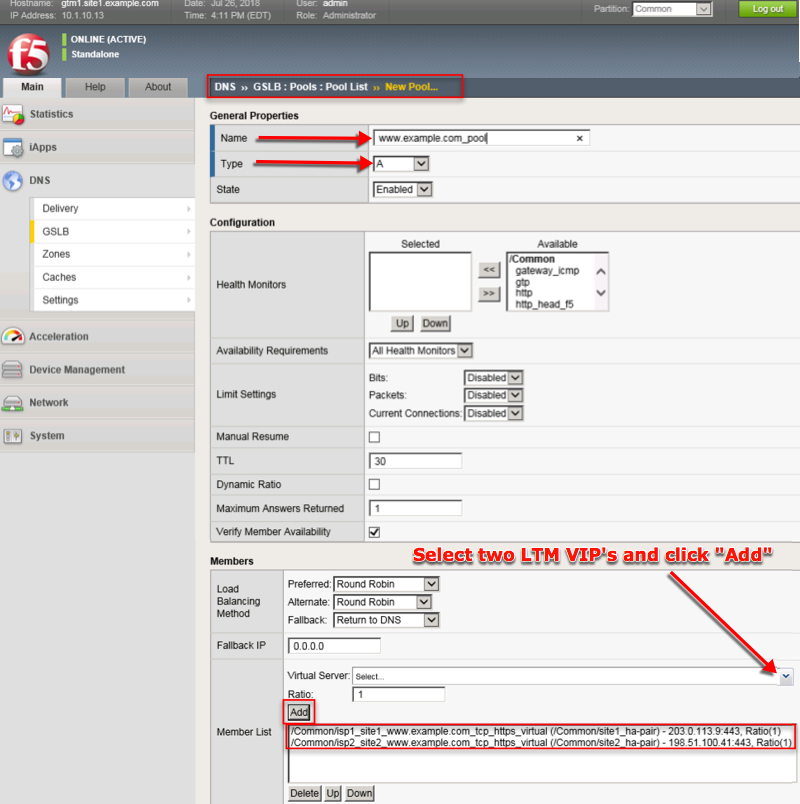 Hostname: gtm1.site1.example.com Date: Jul 26, 2018 User: admin
IP Address: 10.1.10.13 Time: 4:11 PM (EDT) Role: Administrator
Partition: Common Log out
f5
ONLINE (ACTIVE)
Standalone
Main Help About
DNS ›› GSLB : Pools : Pool List ›› New Pool...
Statistics
iApps
DNS
Delivery
GSLB
Zones
Caches
Settings
Acceleration
Device Management
Network
System
General Properties
Name www.example.com_pool ×
Type A
State Enabled
Configuration
Selected Available
Health Monitors
/Common
gateway_icmp
gtp
http
http_head_f5
<<
>>
Up Down
Availability Requirements All Health Monitors
Limit Settings
Bits: Disabled
Packets: Disabled
Current Connections: Disabled
Manual Resume
TTL 30
Dynamic Ratio
Maximum Answers Returned 1
Verify Member Availability
Select two LTM VIP's and click "Add"
Members
Load Balancing Method
Preferred: Round Robin
Alternate: Round Robin
Fallback: Return to DNS
Fallback IP 0.0.0.0
Member List
Virtual Server: Select...
Ratio: 1
Add
/Common/isp1_site1_www.example.com_tcp_https_virtual (/Common/site1_ha-pair) - 203.0.113.9:443, Ratio(1)
/Common/isp2_site2_www.example.com_tcp_https_virtual (/Common/site2_ha-pair) - 198.51.100.41:443, Ratio(1)
Delete Up Down